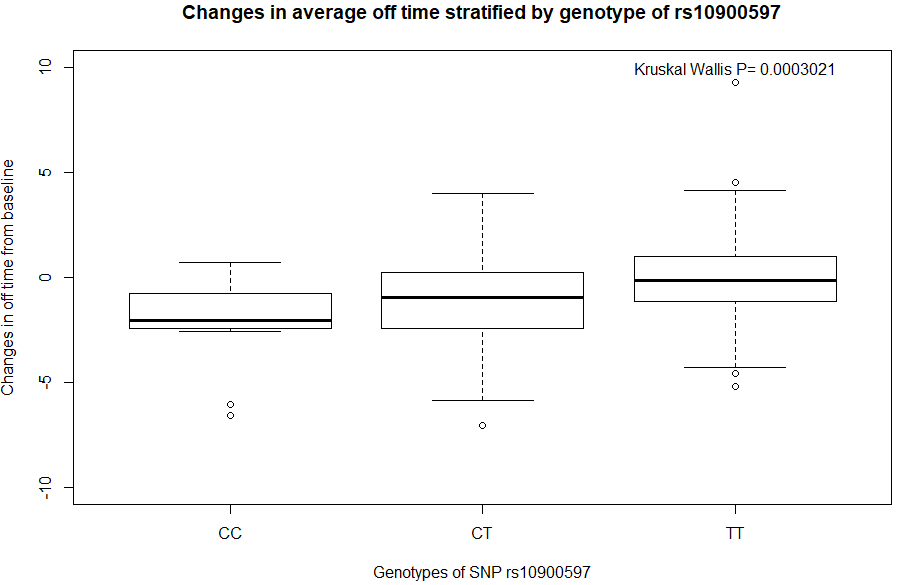 Changes in average off time stratified by genotype of rs10900597
Kruskal Wallis P= 0.0003021
Changes in off time from baseline
10
5
0
-5
-10
CC CT TT
Genotypes of SNP rs10900597